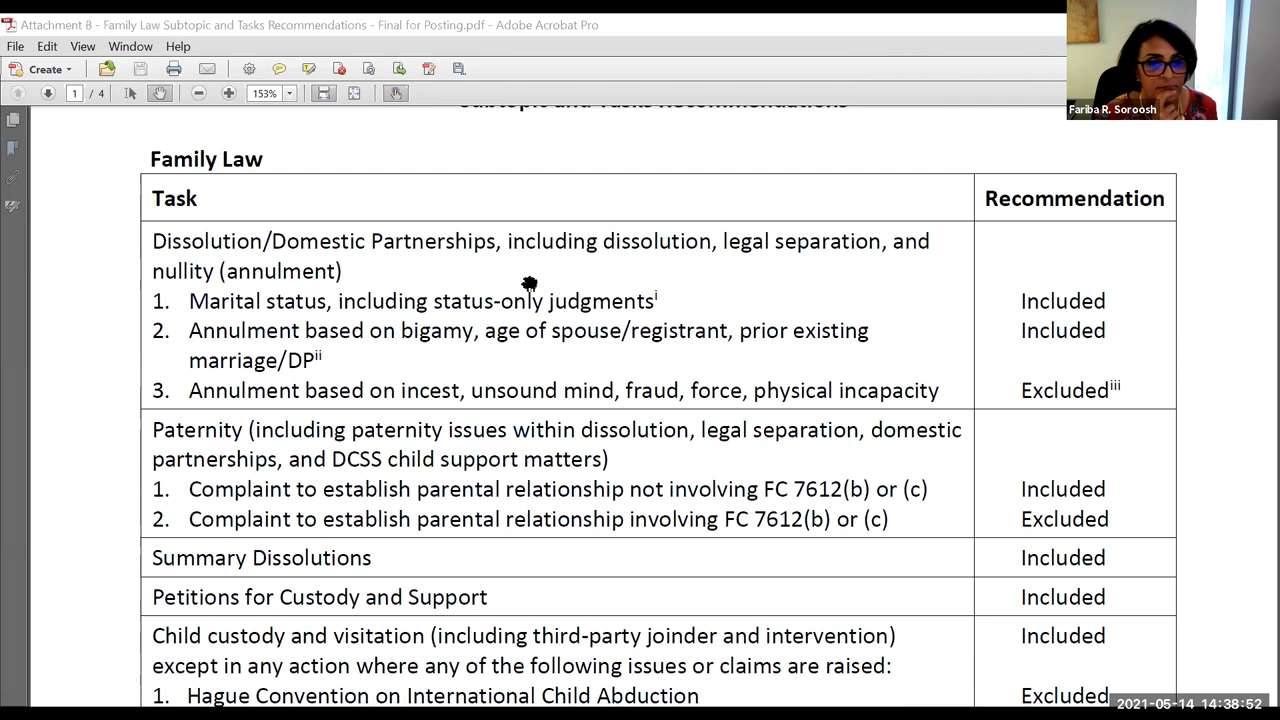 Attachment B - Family Law Subtopic and Tasks Recommendations - Final for Posting.pdf - Adobe Acrobat Pro
File Edit View Window Help
Create
1 / 4 153%
Fariba R. Soroosh
Subtopic and Tasks Recommendations
Family Law
Task Recommendation
Dissolution/Domestic Partnerships, including dissolution, legal separation, and
nullity (annulment)
1. Marital status, including status-only judgmentsi Included
2. Annulment based on bigamy, age of spouse/registrant, prior existing Included
marriage/DPii
3. Annulment based on incest, unsound mind, fraud, force, physical incapacity Excludediii
Paternity (including paternity issues within dissolution, legal separation, domestic
partnerships, and DCSS child support matters)
1. Complaint to establish parental relationship not involving FC 7612(b) or (c) Included
2. Complaint to establish parental relationship involving FC 7612(b) or (c) Excluded
Summary Dissolutions Included
Petitions for Custody and Support Included
Child custody and visitation (including third-party joinder and intervention) Included
except in any action where any of the following issues or claims are raised:
1. Hague Convention on International Child Abduction Excluded
2021-05-14 14:38:52